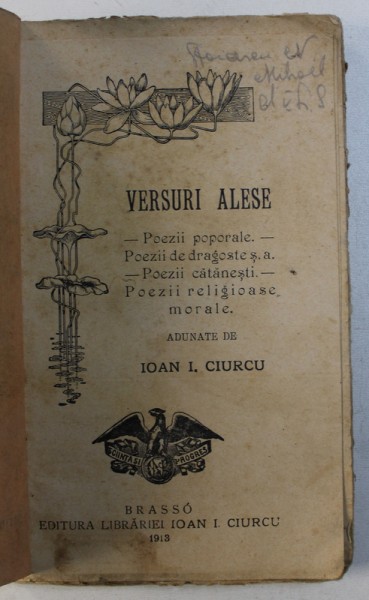 VERSURI ALESE
— Poezii poporale. —
Poezii de dragoste ș. a.
— Poezii cătănești. —
Poezii religioase
morale.
ADUNATE DE
IOAN I. CIURCU
PROGRES
BRASSÓ
EDITURA LIBRĂRIEI IOAN I. CIURCU
1913